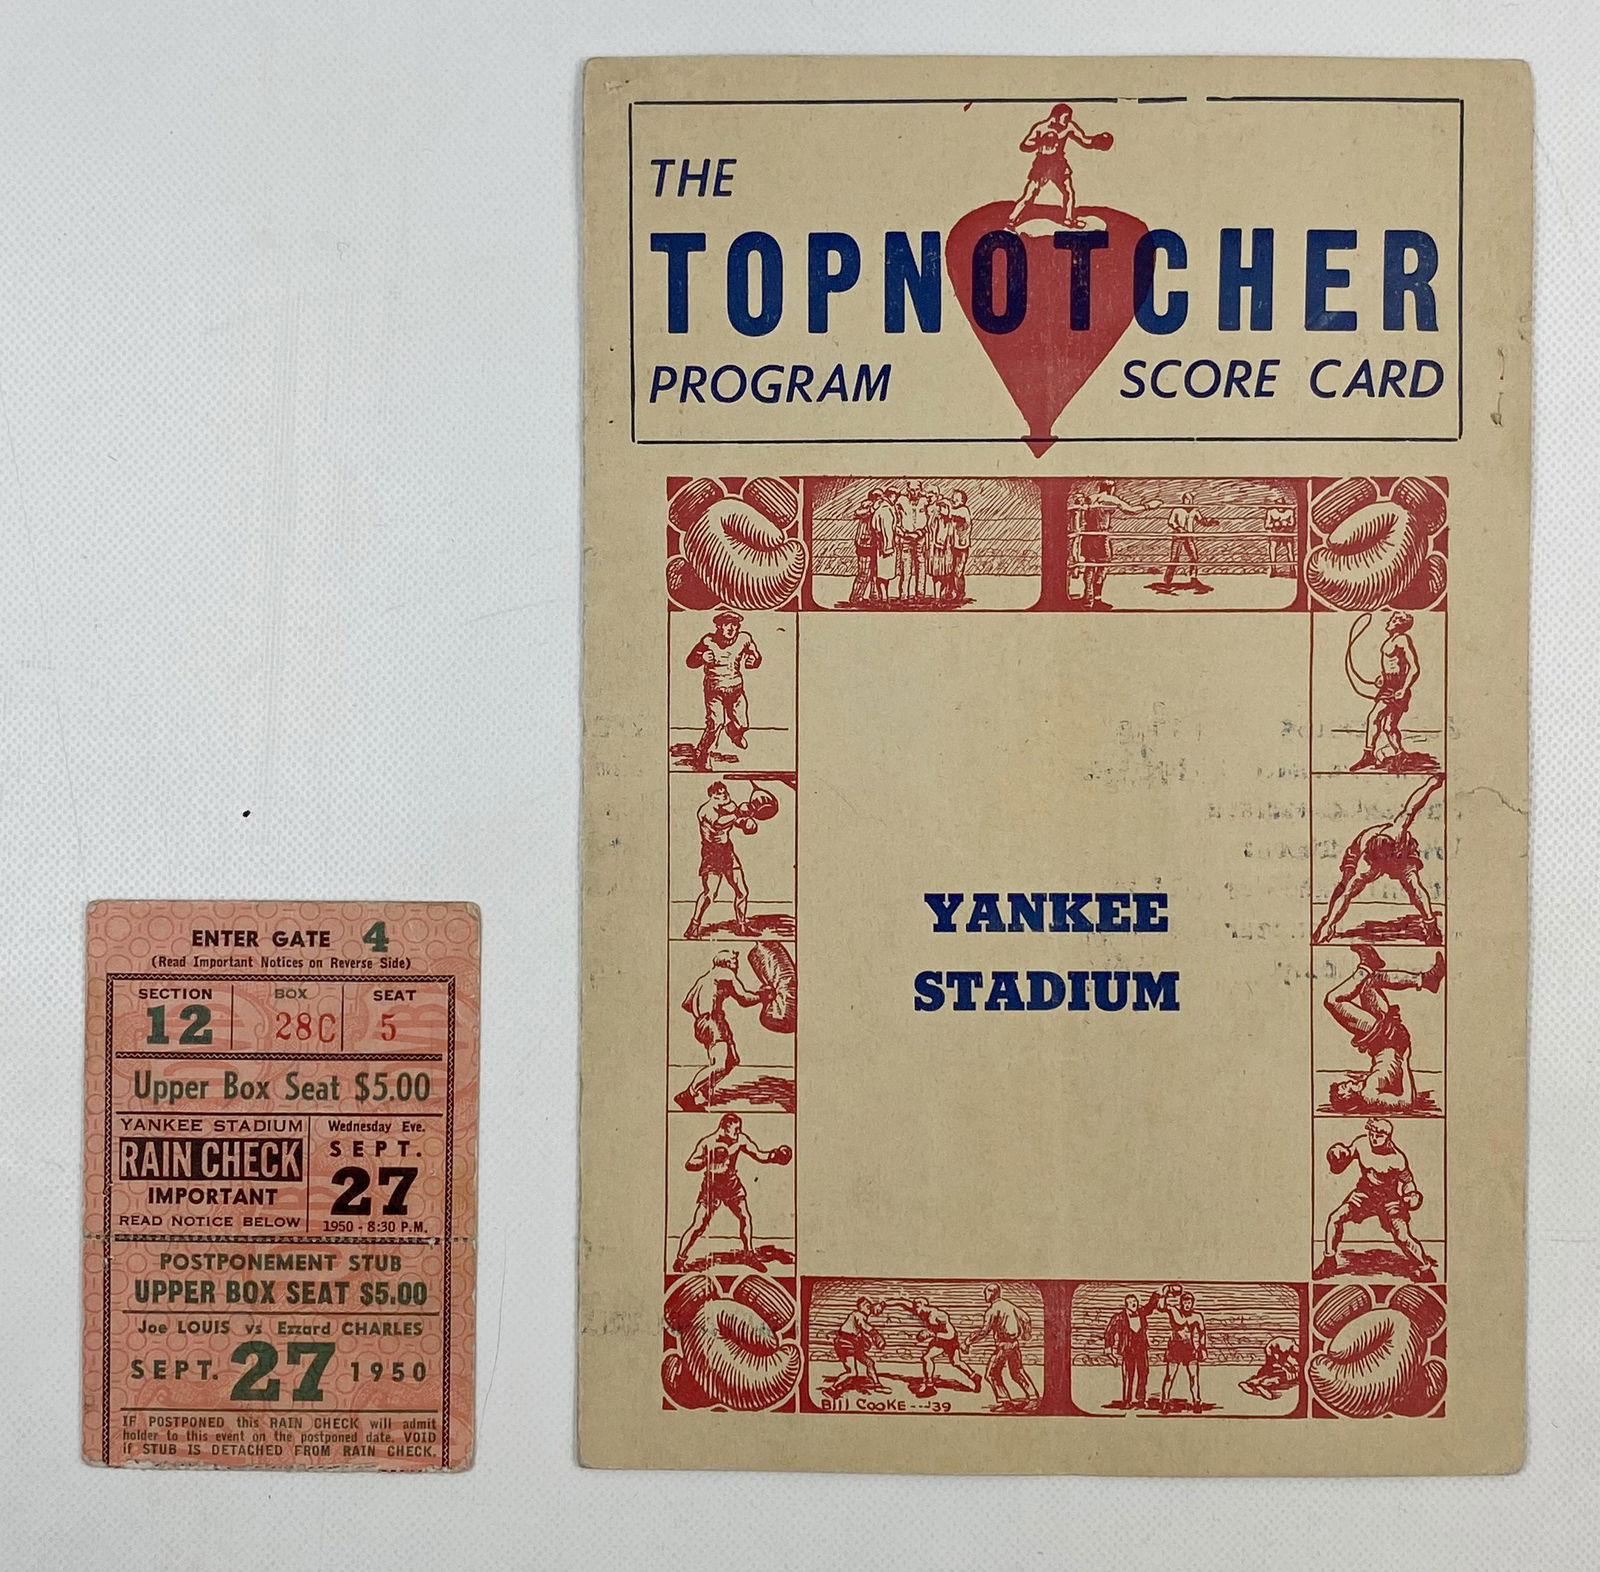 ENTER GATE 4
(Read Important Notices on Reverse Side)
SECTION BOX SEAT
12 28C 5
Upper Box Seat $5.00
YANKEE STADIUM
RAIN CHECK
IMPORTANT
READ NOTICE BELOW
Wednesday Eve.
SEPT.
27
1950 - 8:30 P.M.
POSTPONEMENT STUB
UPPER BOX SEAT $5.00
Joe LOUIS vs Ezzard CHARLES
SEPT. 27 1950
IF POSTPONED this RAIN CHECK will admit
holder to this event on the postponed date. VOID
if STUB IS DETACHED FROM RAIN CHECK.
THE
TOPNOTCHER
PROGRAM SCORE CARD
YANKEE
STADIUM
Bill COOKE--'39